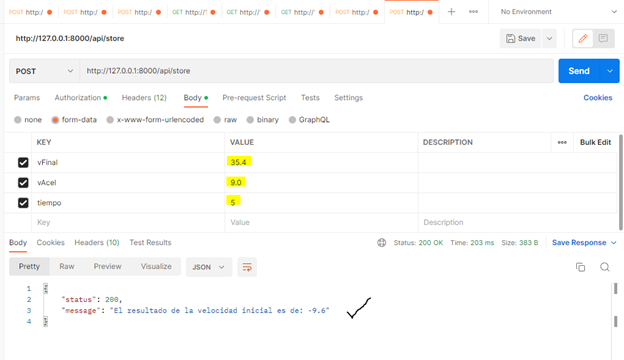 POST http:/ POST http:/ POST http:/ GET http://' GET http://' GET http://' POST http:/ POST http:/ + ••• No Environment
http://127.0.0.1:8000/api/store Save
POST http://127.0.0.1:8000/api/store Send
Params Authorization Headers (12) Body Pre-request Script Tests Settings Cookies
none form-data x-www-form-urlencoded raw binary GraphQL
KEY VALUE DESCRIPTION ••• Bulk Edit
vFinal 35.4
vAcel 9.0
tiempo 5
Key Value Description
Body Cookies Headers (10) Test Results Status: 200 OK Time: 203 ms Size: 383 B Save Response
Pretty Raw Preview Visualize JSON
1 {
2 "status": 200,
3 "message": "El resultado de la velocidad inicial es de: -9.6"
4 }